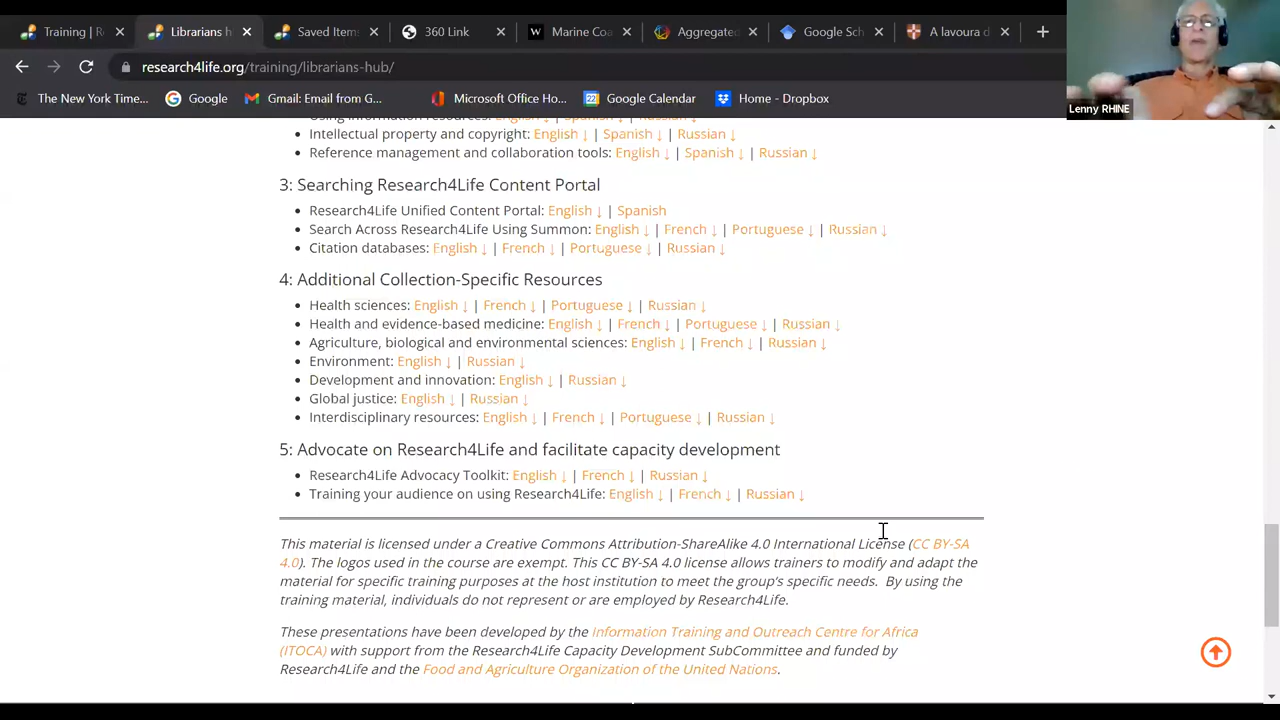 Training | R
Librarians h
Saved Item
360 Link
Marine Coa
Aggregated
Google Sch
A lavoura d
research4life.org/training/librarians-hub/
The New York Time...
Google
Gmail: Email from G...
Microsoft Office Ho...
Google Calendar
Home - Dropbox
Lenny RHINE
Using information resources: English ↓ | Spanish ↓ | Russian ↓
• Intellectual property and copyright: English ↓ | Spanish ↓ | Russian ↓
• Reference management and collaboration tools: English ↓ | Spanish ↓ | Russian ↓
3: Searching Research4Life Content Portal
• Research4Life Unified Content Portal: English ↓ | Spanish
• Search Across Research4Life Using Summon: English ↓ | French ↓ | Portuguese ↓ | Russian ↓
• Citation databases: English ↓ | French ↓ | Portuguese ↓ | Russian ↓
4: Additional Collection-Specific Resources
• Health sciences: English ↓ | French ↓ | Portuguese ↓ | Russian ↓
• Health and evidence-based medicine: English ↓ | French ↓ | Portuguese ↓ | Russian ↓
• Agriculture, biological and environmental sciences: English ↓ | French ↓ | Russian ↓
• Environment: English ↓ | Russian ↓
• Development and innovation: English ↓ | Russian ↓
• Global justice: English ↓ | Russian ↓
• Interdisciplinary resources: English ↓ | French ↓ | Portuguese ↓ | Russian ↓
5: Advocate on Research4Life and facilitate capacity development
• Research4Life Advocacy Toolkit: English ↓ | French ↓ | Russian ↓
• Training your audience on using Research4Life: English ↓ | French ↓ | Russian ↓
This material is licensed under a Creative Commons Attribution-ShareAlike 4.0 International License (CC BY-SA
4.0). The logos used in the course are exempt. This CC BY-SA 4.0 license allows trainers to modify and adapt the
material for specific training purposes at the host institution to meet the group's specific needs. By using the
training material, individuals do not represent or are employed by Research4Life.
These presentations have been developed by the Information Training and Outreach Centre for Africa
(ITOCA) with support from the Research4Life Capacity Development SubCommittee and funded by
Research4Life and the Food and Agriculture Organization of the United Nations.